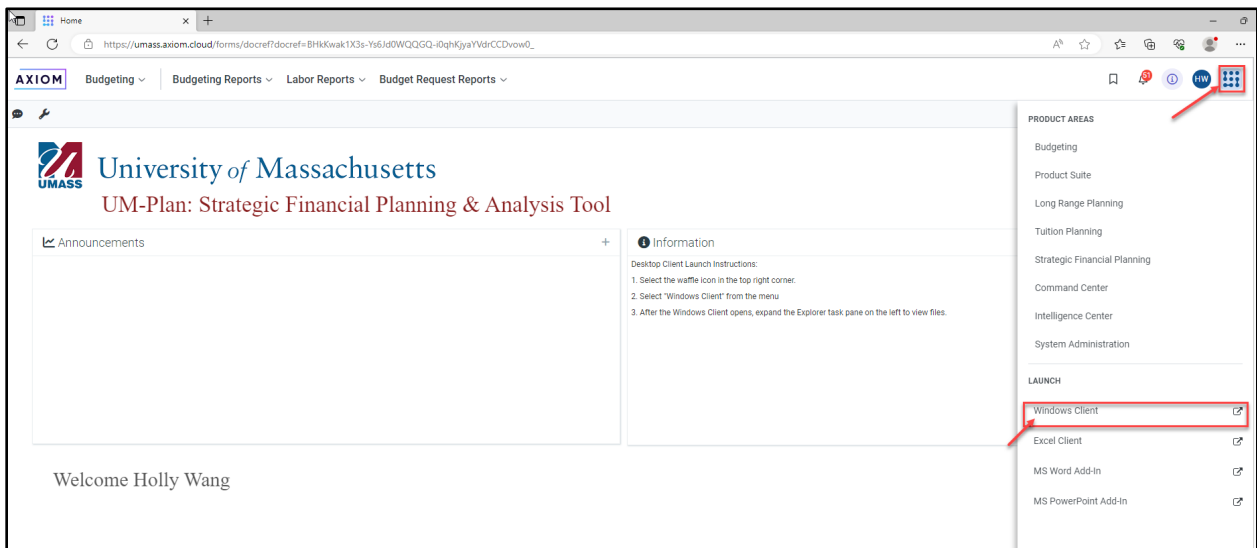 Home
https://umass.axiom.cloud/forms/docref?docref=BHkKwak1X3s-Ys6Jd0WQQGQ-i0qhKjyaYVdrCCDvow0_
AXIOM Budgeting Budgeting Reports Labor Reports Budget Request Reports 51 HW
PRODUCT AREAS
Budgeting
Product Suite
Long Range Planning
Tuition Planning
Strategic Financial Planning
Command Center
Intelligence Center
System Administration
LAUNCH
Windows Client
Excel Client
MS Word Add-In
MS PowerPoint Add-In
UMASS
University of Massachusetts
UM-Plan: Strategic Financial Planning & Analysis Tool
Announcements
Information
Desktop Client Launch Instructions:
1. Select the waffle icon in the top right corner.
2. Select "Windows Client" from the menu
3. After the Windows Client opens, expand the Explorer task pane on the left to view files.
Welcome Holly Wang